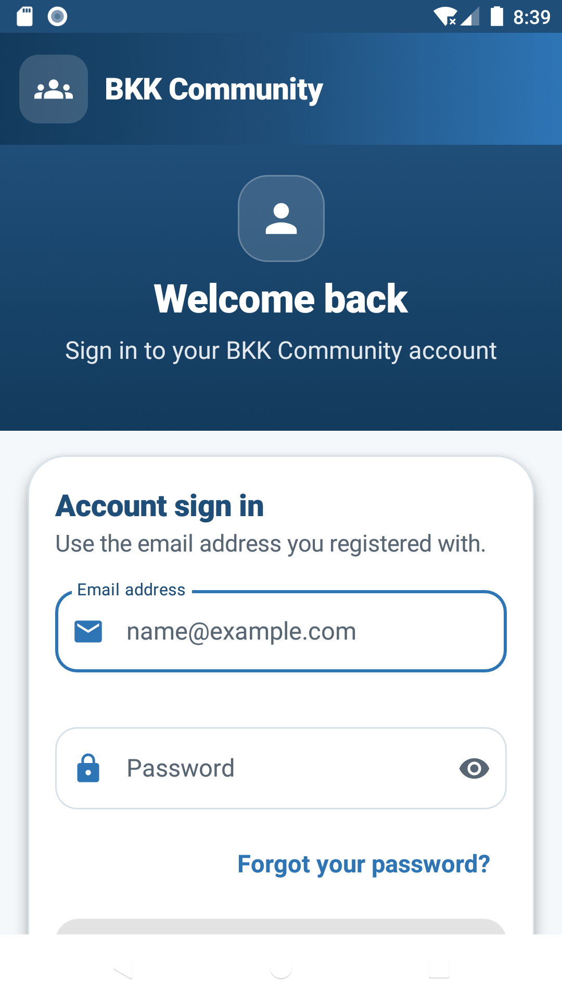 8:39
BKK Community
Welcome back
Sign in to your BKK Community account
Account sign in
Use the email address you registered with.
Email address
name@example.com
Password
Forgot your password?